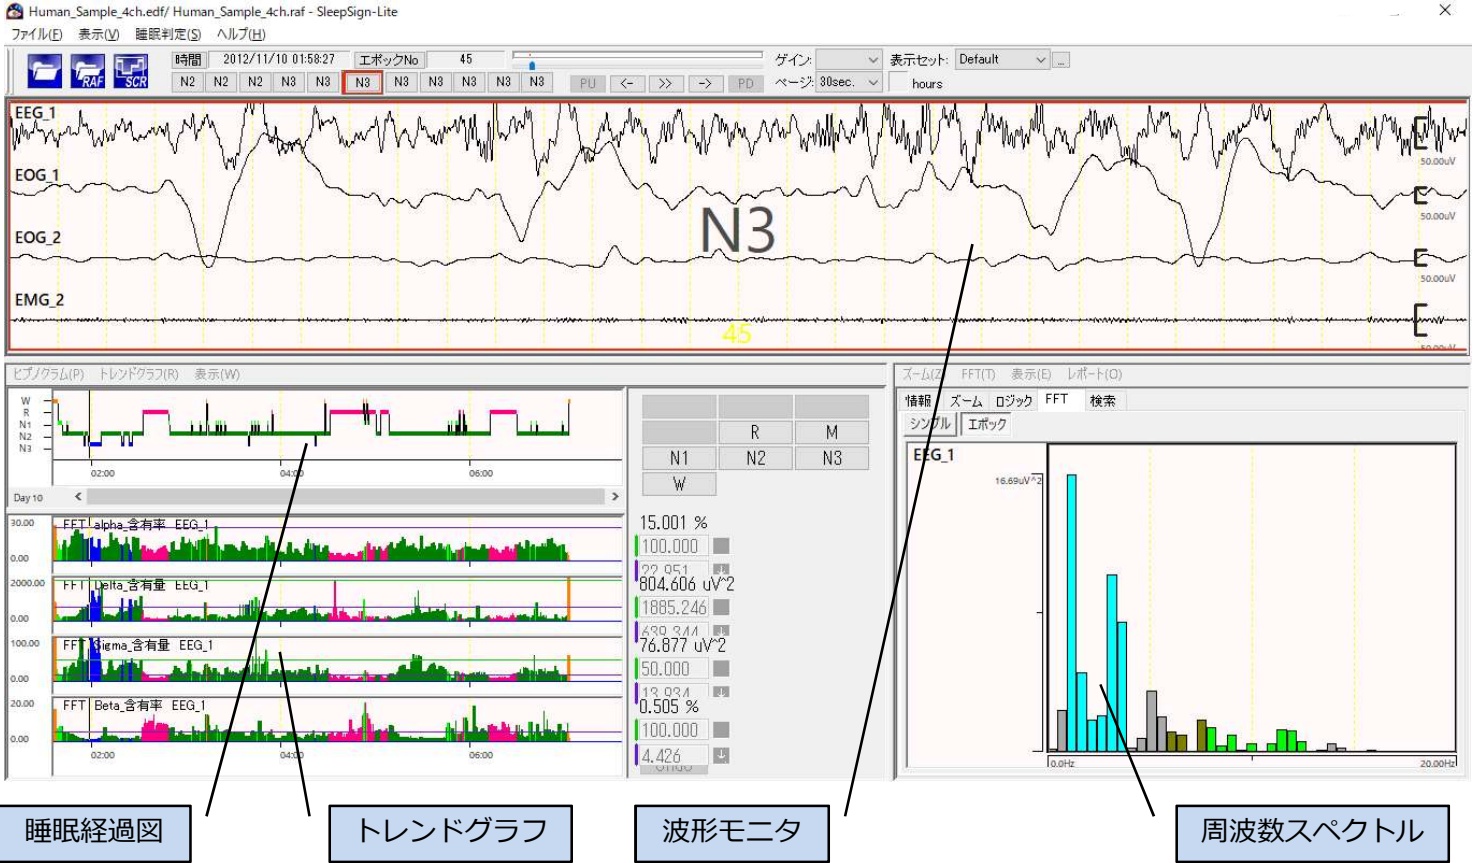 Human_Sample_4ch.edf/ Human_Sample_4ch.raf - SleepSign-Lite
ファイル(F) 表示(V) 睡眠判定(S) ヘルプ(H)
RAF SCR
時間 2012/11/10 01:58:27 エポックNo 45 ゲイン: 表示セット: Default ...
N2 N2 N2 N3 N3 N3 N3 N3 N3 N3 N3 PU <- >> -> PD ページ: 30sec. hours
EEG_1
50.00uV
EOG_1
50.00uV
N3
EOG_2
50.00uV
EMG_2
45
50.00uV
ヒプノグラム(P) トレンドグラフ(R) 表示(W)
ズーム(Z) FFT(T) 表示(E) レポート(O)
情報 ズーム ロジック FFT 検索
シンプル エポック
W
R
N1
N2
N3
02:00 04:00 06:00
Day 10 < >
R M
N1 N2 N3
W
EEG_1
16.69uV^2
0.0Hz 20.00Hz
30.00 FFT alpha_含有率 EEG_1
0.00
2000.00 FFT Delta_含有量 EEG_1
0.00
100.00 FFT Sigma_含有量 EEG_1
0.00
20.00 FFT Beta_含有率 EEG_1
0.00
02:00 04:00 06:00
15.001 %
100.000
22.951
804.606 uV^2
1885.246
639.344
76.877 uV^2
50.000
13.934
0.505 %
100.000
4.426
Undo
睡眠経過図 トレンドグラフ 波形モニタ 周波数スペクトル